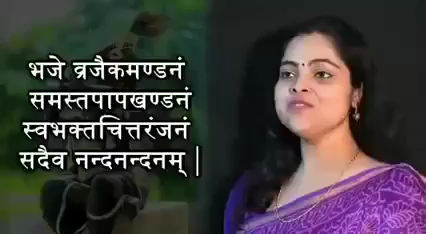 भजे व्रजैकमण्डनं
समस्तपापखण्डनं
स्वभक्तचित्तरंजनं
सदैव नन्दनन्दनम् |